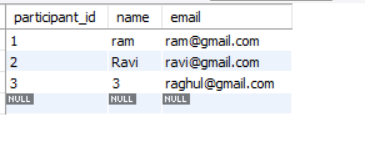 participant_id name email
1 ram ram@gmail.com
2 Ravi ravi@gmail.com
3 3 raghul@gmail.com
NULL NULL NULL